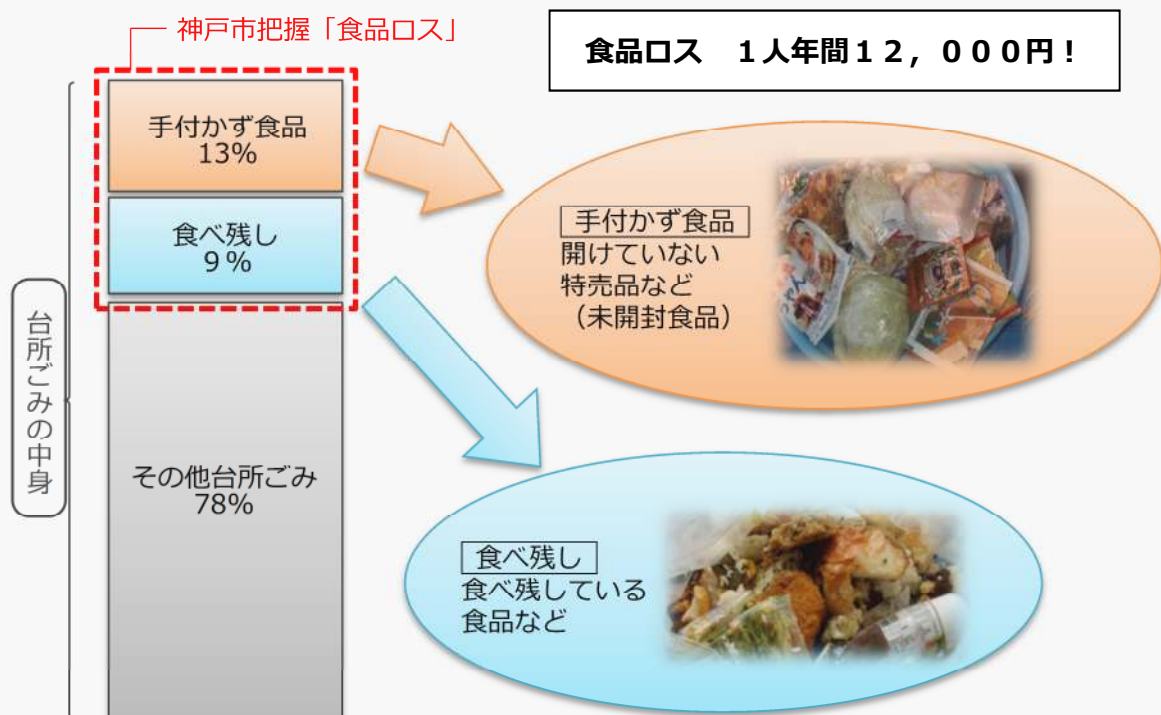 神戸市把握「食品ロス」
食品ロス　1人年間12，000円！
手付かず食品
13%
食べ残し
9%
その他台所ごみ
78%
台所ごみの中身
手付かず食品
開けていない
特売品など
（未開封食品）
食べ残し
食べ残している
食品など